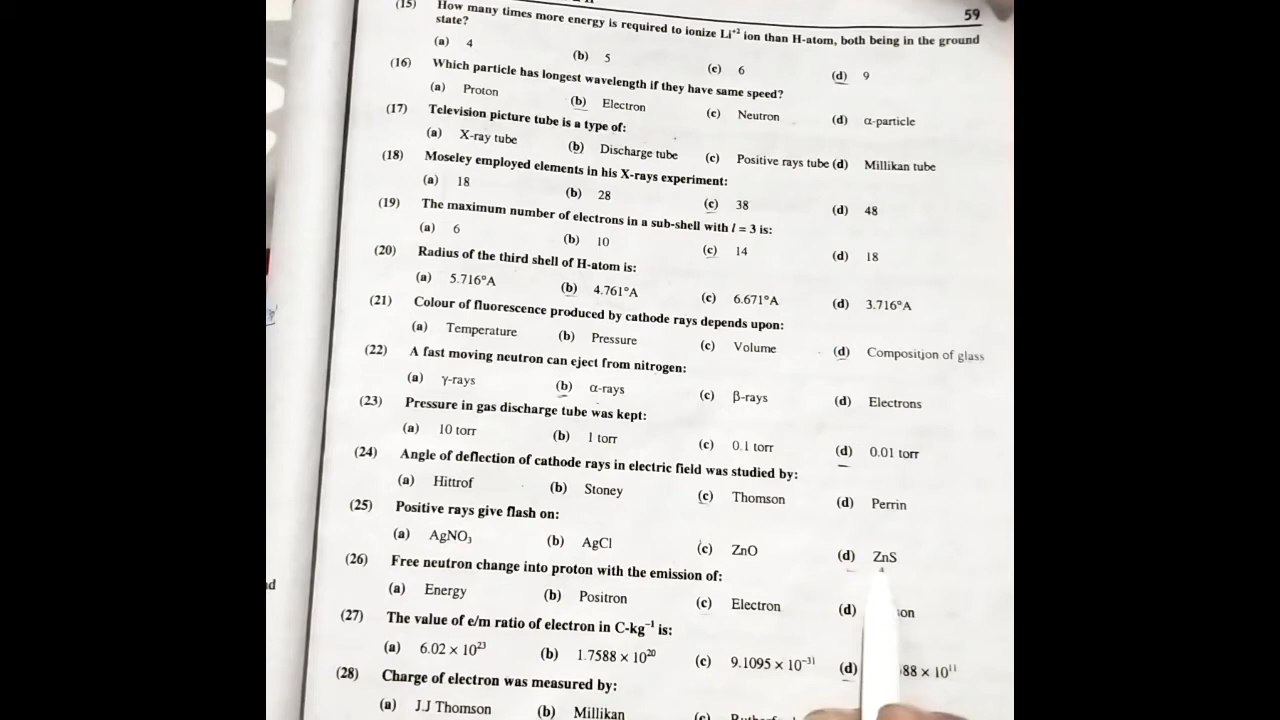 59
(15) How many times more energy is required to ionize Li⁺² ion than H-atom, both being in the ground
state?
(a) 4 (b) 5 (c) 6 (d) 9
(16) Which particle has longest wavelength if they have same speed?
(a) Proton (b) Electron (c) Neutron (d) α-particle
(17) Television picture tube is a type of:
(a) X-ray tube (b) Discharge tube (c) Positive rays tube (d) Millikan tube
(18) Moseley employed elements in his X-rays experiment:
(a) 18 (b) 28 (c) 38 (d) 48
(19) The maximum number of electrons in a sub-shell with l = 3 is:
(a) 6 (b) 10 (c) 14 (d) 18
(20) Radius of the third shell of H-atom is:
(a) 5.716°A (b) 4.761°A (c) 6.671°A (d) 3.716°A
(21) Colour of fluorescence produced by cathode rays depends upon:
(a) Temperature (b) Pressure (c) Volume (d) Composition of glass
(22) A fast moving neutron can eject from nitrogen:
(a) γ-rays (b) α-rays (c) β-rays (d) Electrons
(23) Pressure in gas discharge tube was kept:
(a) 10 torr (b) 1 torr (c) 0.1 torr (d) 0.01 torr
(24) Angle of deflection of cathode rays in electric field was studied by:
(a) Hittrof (b) Stoney (c) Thomson (d) Perrin
(25) Positive rays give flash on:
(a) AgNO₃ (b) AgCl (c) ZnO (d) ZnS
(26) Free neutron change into proton with the emission of:
(a) Energy (b) Positron (c) Electron (d)
(27) The value of e/m ratio of electron in C-kg⁻¹ is:
(a) 6.02 × 10²³ (b) 1.7588 × 10²⁰ (c) 9.1095 × 10⁻³¹ (d) 88 × 10¹¹
(28) Charge of electron was measured by:
(a) J.J Thomson (b) Millikan (c)